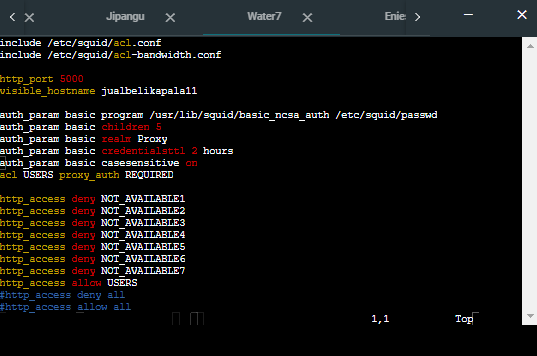 Jipangu Water7 Enies
include /etc/squid/acl.conf
include /etc/squid/acl-bandwidth.conf
http_port 5000
visible_hostname jualbelikapal​a11
auth_param basic program /usr/lib/squid/basic_ncsa_auth /etc/squid/passwd
auth_param basic children 5
auth_param basic realm Proxy
auth_param basic credentialsttl 2 hours
auth_param basic casesensitive on
acl USERS proxy_auth REQUIRED
http_access deny NOT_AVAILABLE1
http_access deny NOT_AVAILABLE2
http_access deny NOT_AVAILABLE3
http_access deny NOT_AVAILABLE4
http_access deny NOT_AVAILABLE5
http_access deny NOT_AVAILABLE6
http_access deny NOT_AVAILABLE7
http_access allow USERS
#http_access deny all
#http_access allow all
1,1 Top